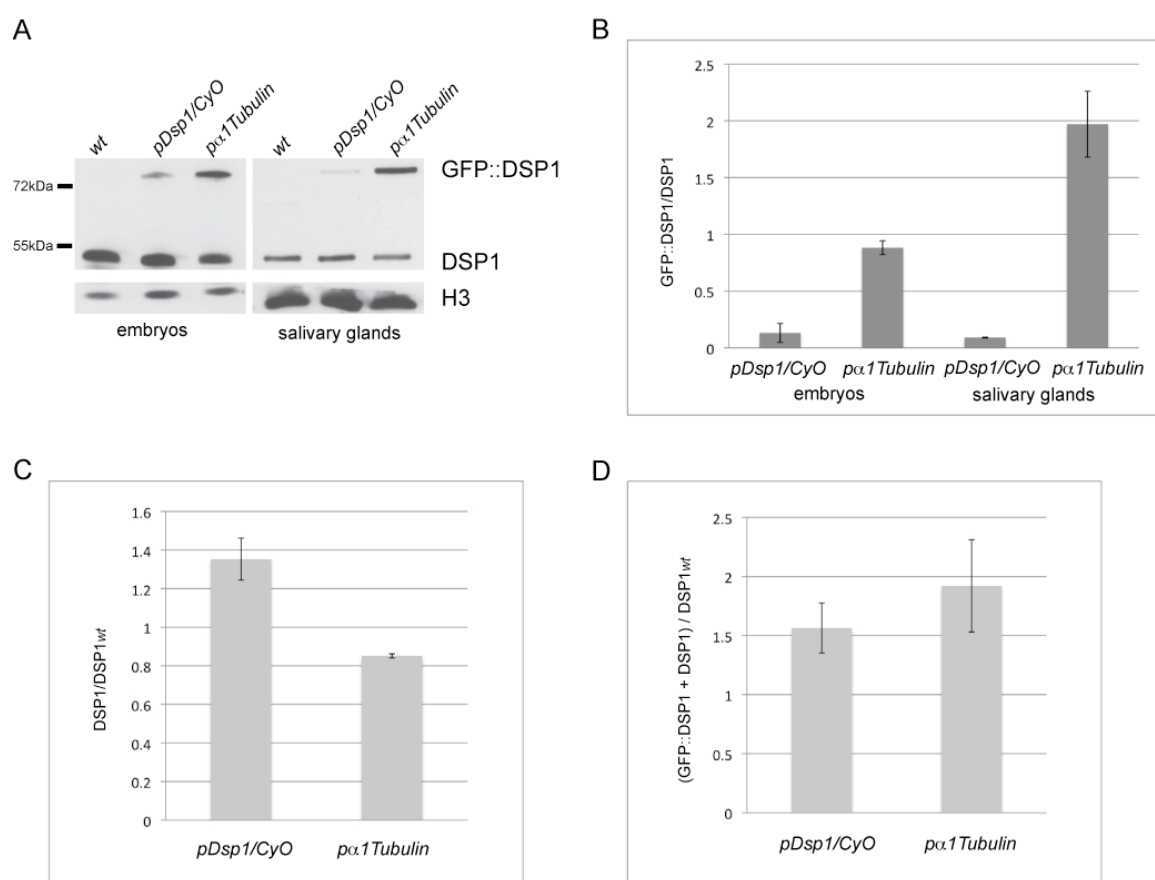 A
wt
pDsp1/CyO
pα1Tubulin
wt
pDsp1/CyO
pα1Tubulin
GFP::DSP1
72kDa
55kDa
DSP1
H3
embryos
salivary glands
B
GFP::DSP1/DSP1
2.5
2
1.5
1
0.5
0
pDsp1/CyO
pα1Tubulin
pDsp1/CyO
pα1Tubulin
embryos
salivary glands
C
DSP1/DSP1wt
1.6
1.4
1.2
1
0.8
0.6
0.4
0.2
0
pDsp1/CyO
pα1Tubulin
D
(GFP::DSP1 + DSP1) / DSP1wt
2.5
2
1.5
1
0.5
0
pDsp1/CyO
pα1Tubulin